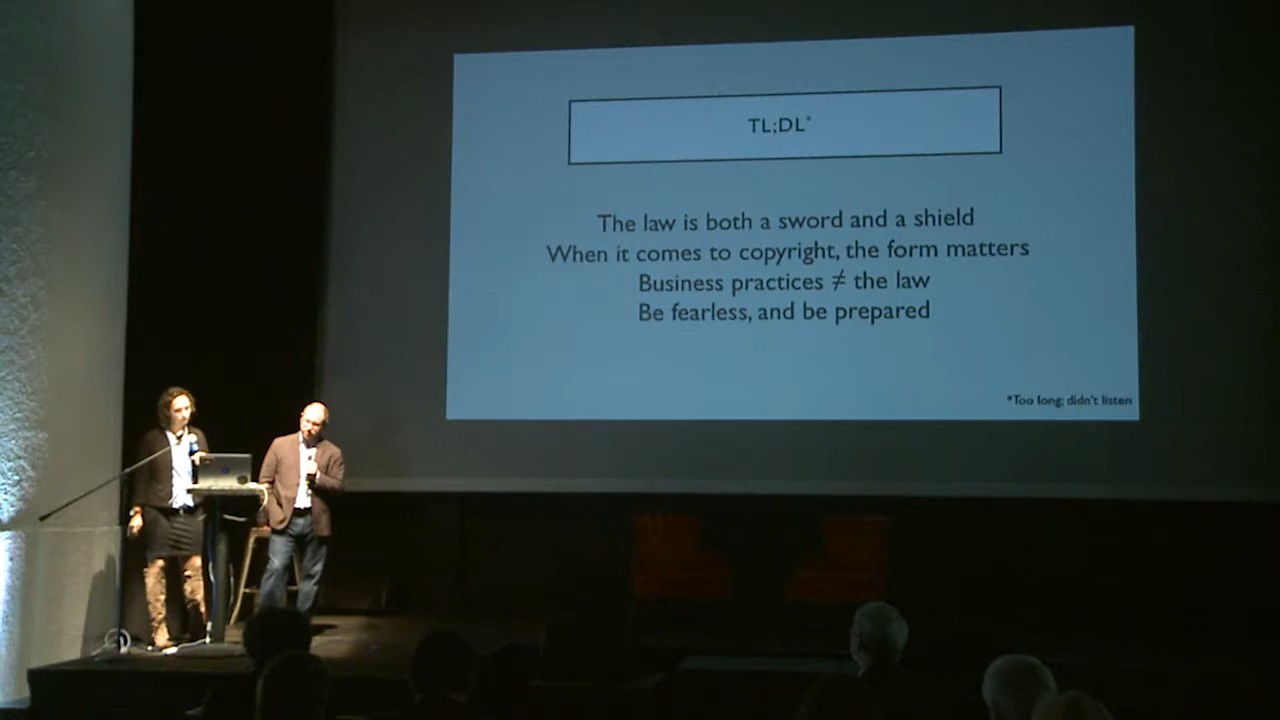 TL;DL*
The law is both a sword and a shield
When it comes to copyright, the form matters
Business practices ≠ the law
Be fearless, and be prepared
*Too long; didn't listen